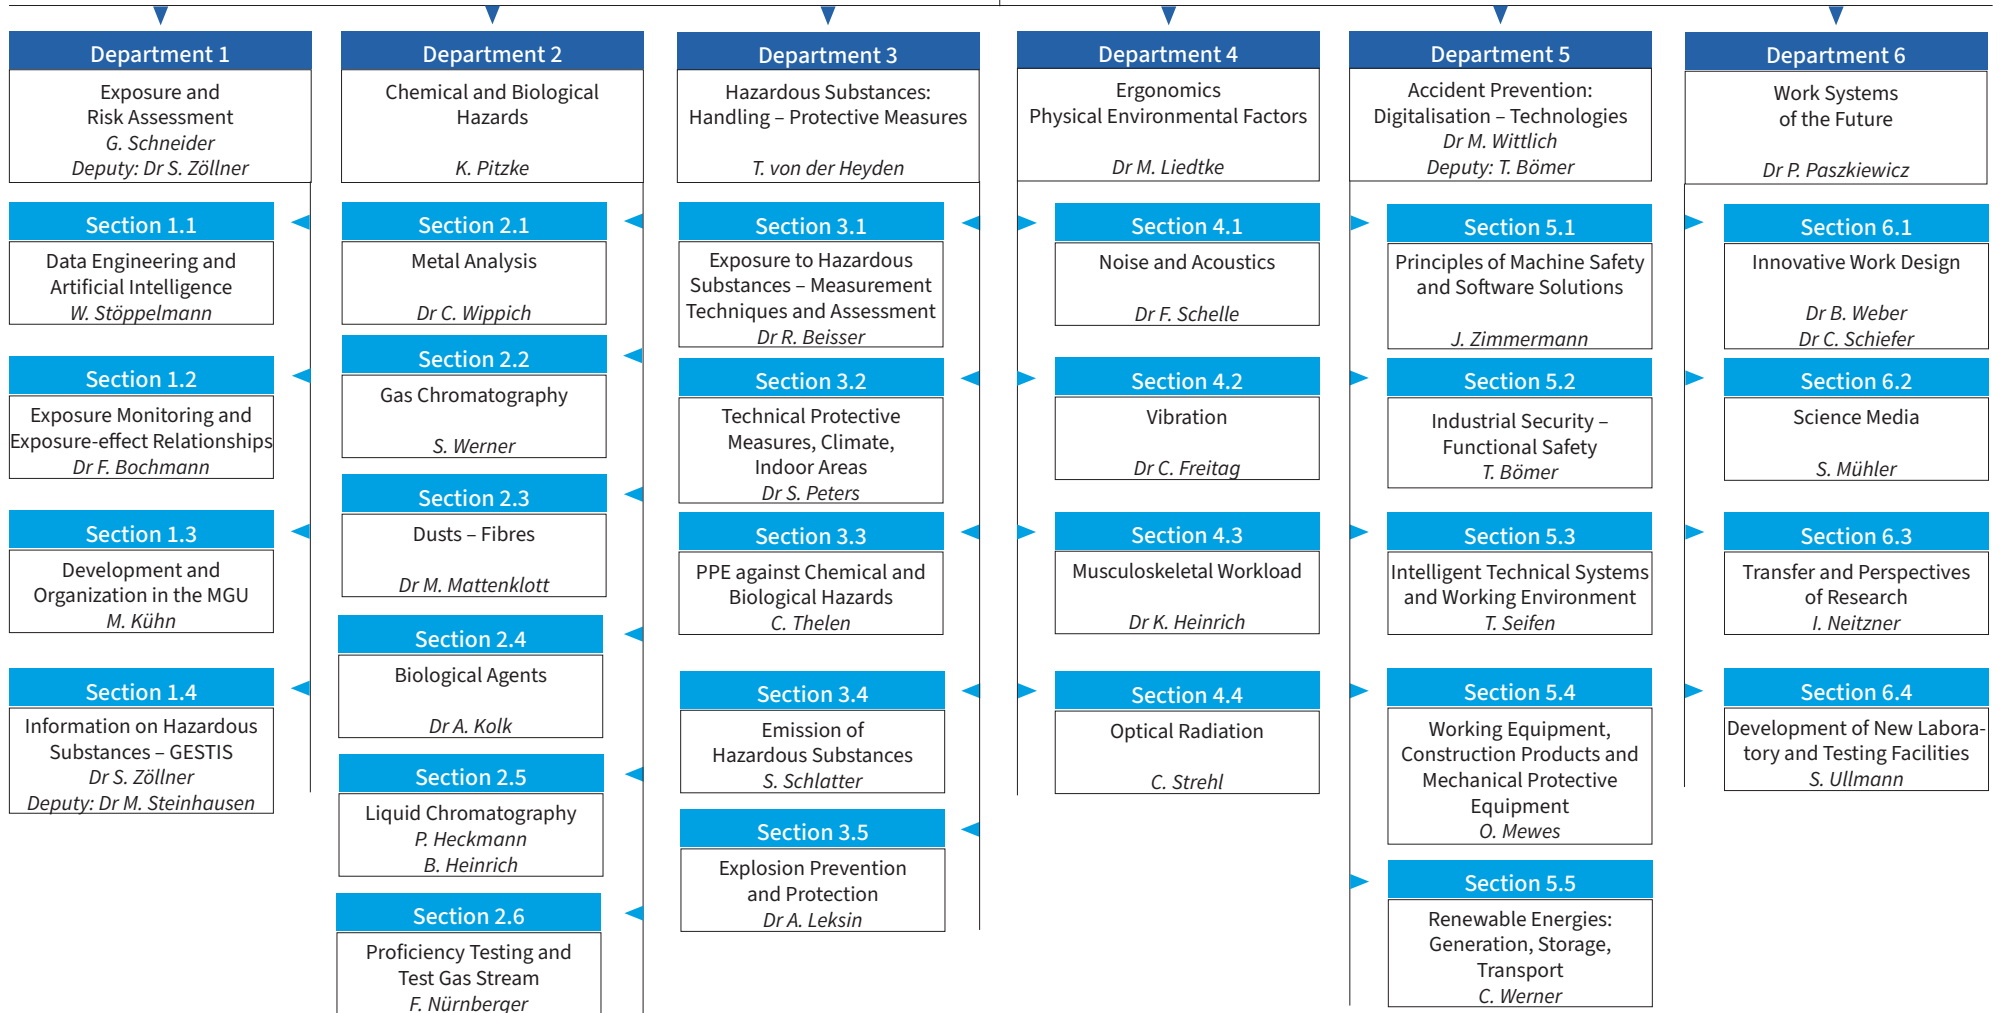 Department 1
Exposure and
Risk Assessment
G. Schneider
Deputy: Dr S. Zöllner
Section 1.1
Data Engineering and
Artificial Intelligence
W. Stöppelmann
Section 1.2
Exposure Monitoring and
Exposure-effect Relationships
Dr F. Bochmann
Section 1.3
Development and
Organization in the MGU
M. Kühn
Section 1.4
Information on Hazardous
Substances – GESTIS
Dr S. Zöllner
Deputy: Dr M. Steinhausen
Department 2
Chemical and Biological
Hazards
K. Pitzke
Section 2.1
Metal Analysis
Dr C. Wippich
Section 2.2
Gas Chromatography
S. Werner
Section 2.3
Dusts – Fibres
Dr M. Mattenklott
Section 2.4
Biological Agents
Dr A. Kolk
Section 2.5
Liquid Chromatography
P. Heckmann
B. Heinrich
Section 2.6
Proficiency Testing and
Test Gas Stream
F. Nürnberger
Department 3
Hazardous Substances:
Handling – Protective Measures
T. von der Heyden
Section 3.1
Exposure to Hazardous
Substances – Measurement
Techniques and Assessment
Dr R. Beisser
Section 3.2
Technical Protective
Measures, Climate,
Indoor Areas
Dr S. Peters
Section 3.3
PPE against Chemical and
Biological Hazards
C. Thelen
Section 3.4
Emission of
Hazardous Substances
S. Schlatter
Section 3.5
Explosion Prevention
and Protection
Dr A. Leksin
Department 4
Ergonomics
Physical Environmental Factors
Dr M. Liedtke
Section 4.1
Noise and Acoustics
Dr F. Schelle
Section 4.2
Vibration
Dr C. Freitag
Section 4.3
Musculoskeletal Workload
Dr K. Heinrich
Section 4.4
Optical Radiation
C. Strehl
Department 5
Accident Prevention:
Digitalisation – Technologies
Dr M. Wittlich
Deputy: T. Bömer
Section 5.1
Principles of Machine Safety
and Software Solutions
J. Zimmermann
Section 5.2
Industrial Security –
Functional Safety
T. Bömer
Section 5.3
Intelligent Technical Systems
and Working Environment
T. Seifen
Section 5.4
Working Equipment,
Construction Products and
Mechanical Protective
Equipment
O. Mewes
Section 5.5
Renewable Energies:
Generation, Storage,
Transport
C. Werner
Department 6
Work Systems
of the Future
Dr P. Paszkiewicz
Section 6.1
Innovative Work Design
Dr B. Weber
Dr C. Schiefer
Section 6.2
Science Media
S. Mühler
Section 6.3
Transfer and Perspectives
of Research
I. Neitzner
Section 6.4
Development of New Labora-
tory and Testing Facilities
S. Ullmann